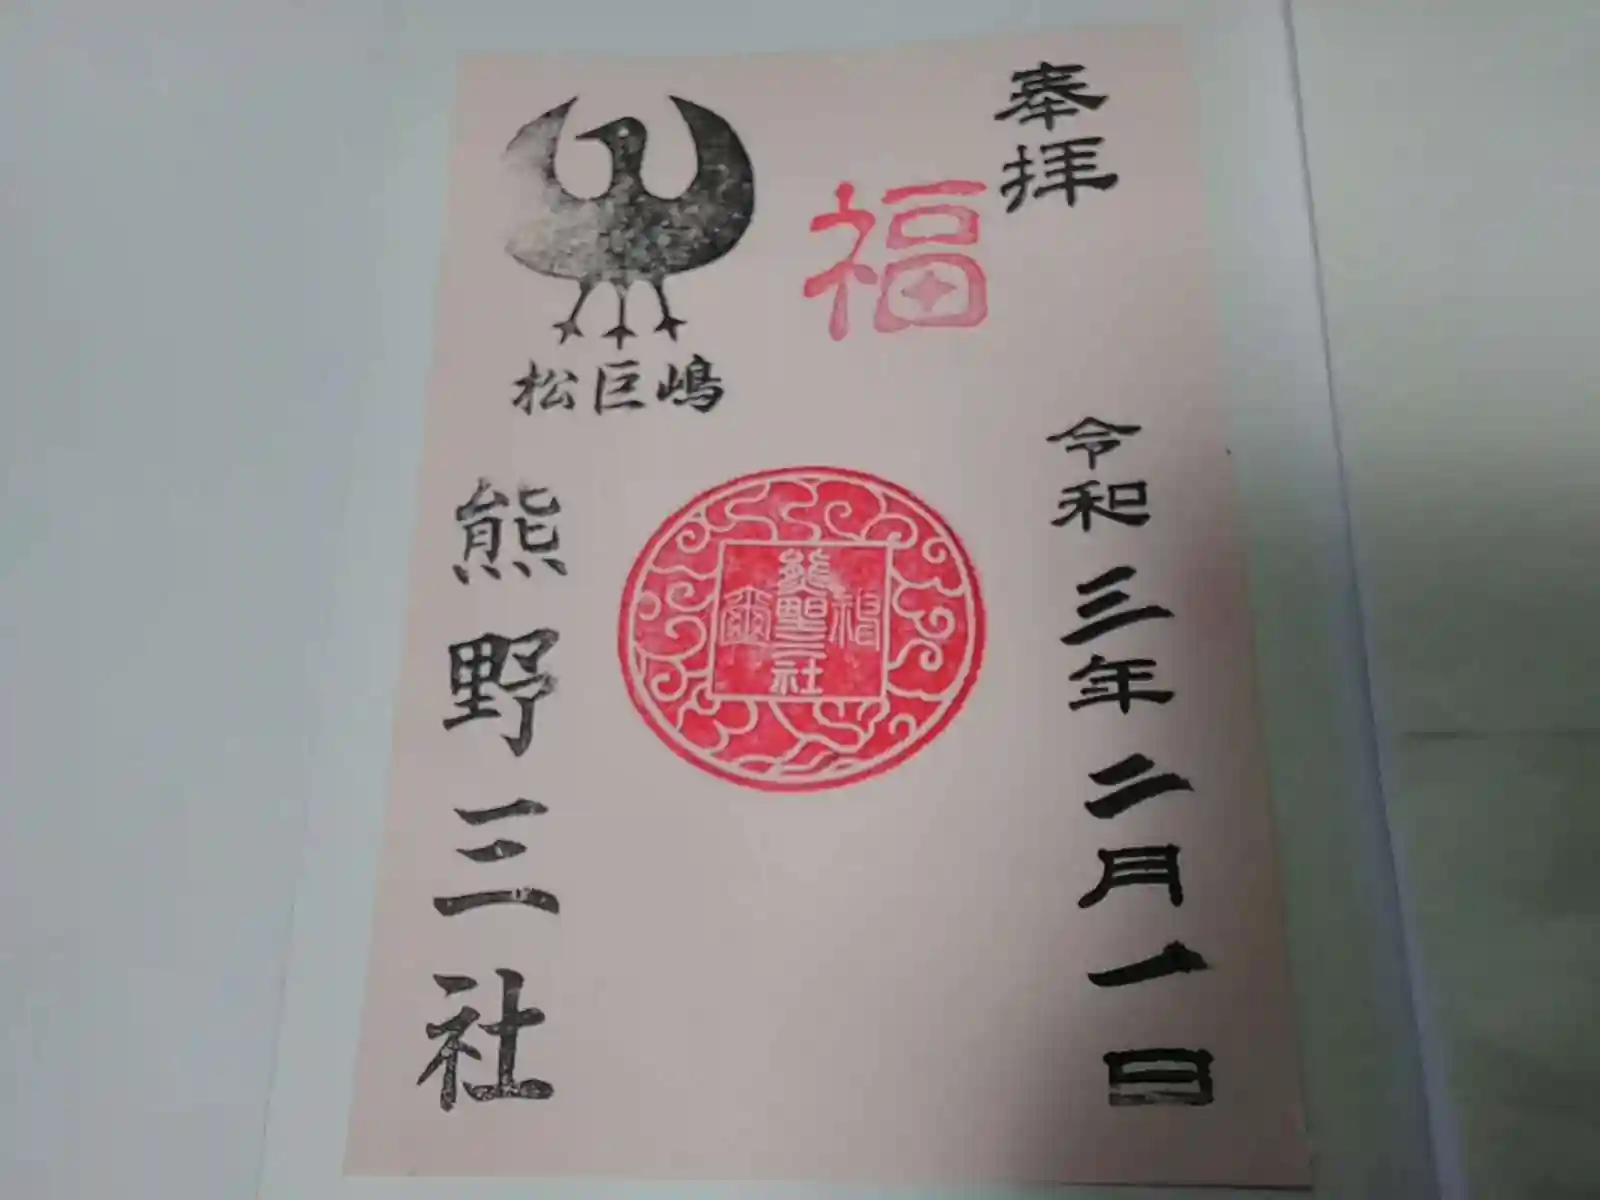 奉拝
福
令和三年二月一日
松巨嶋
熊野三社